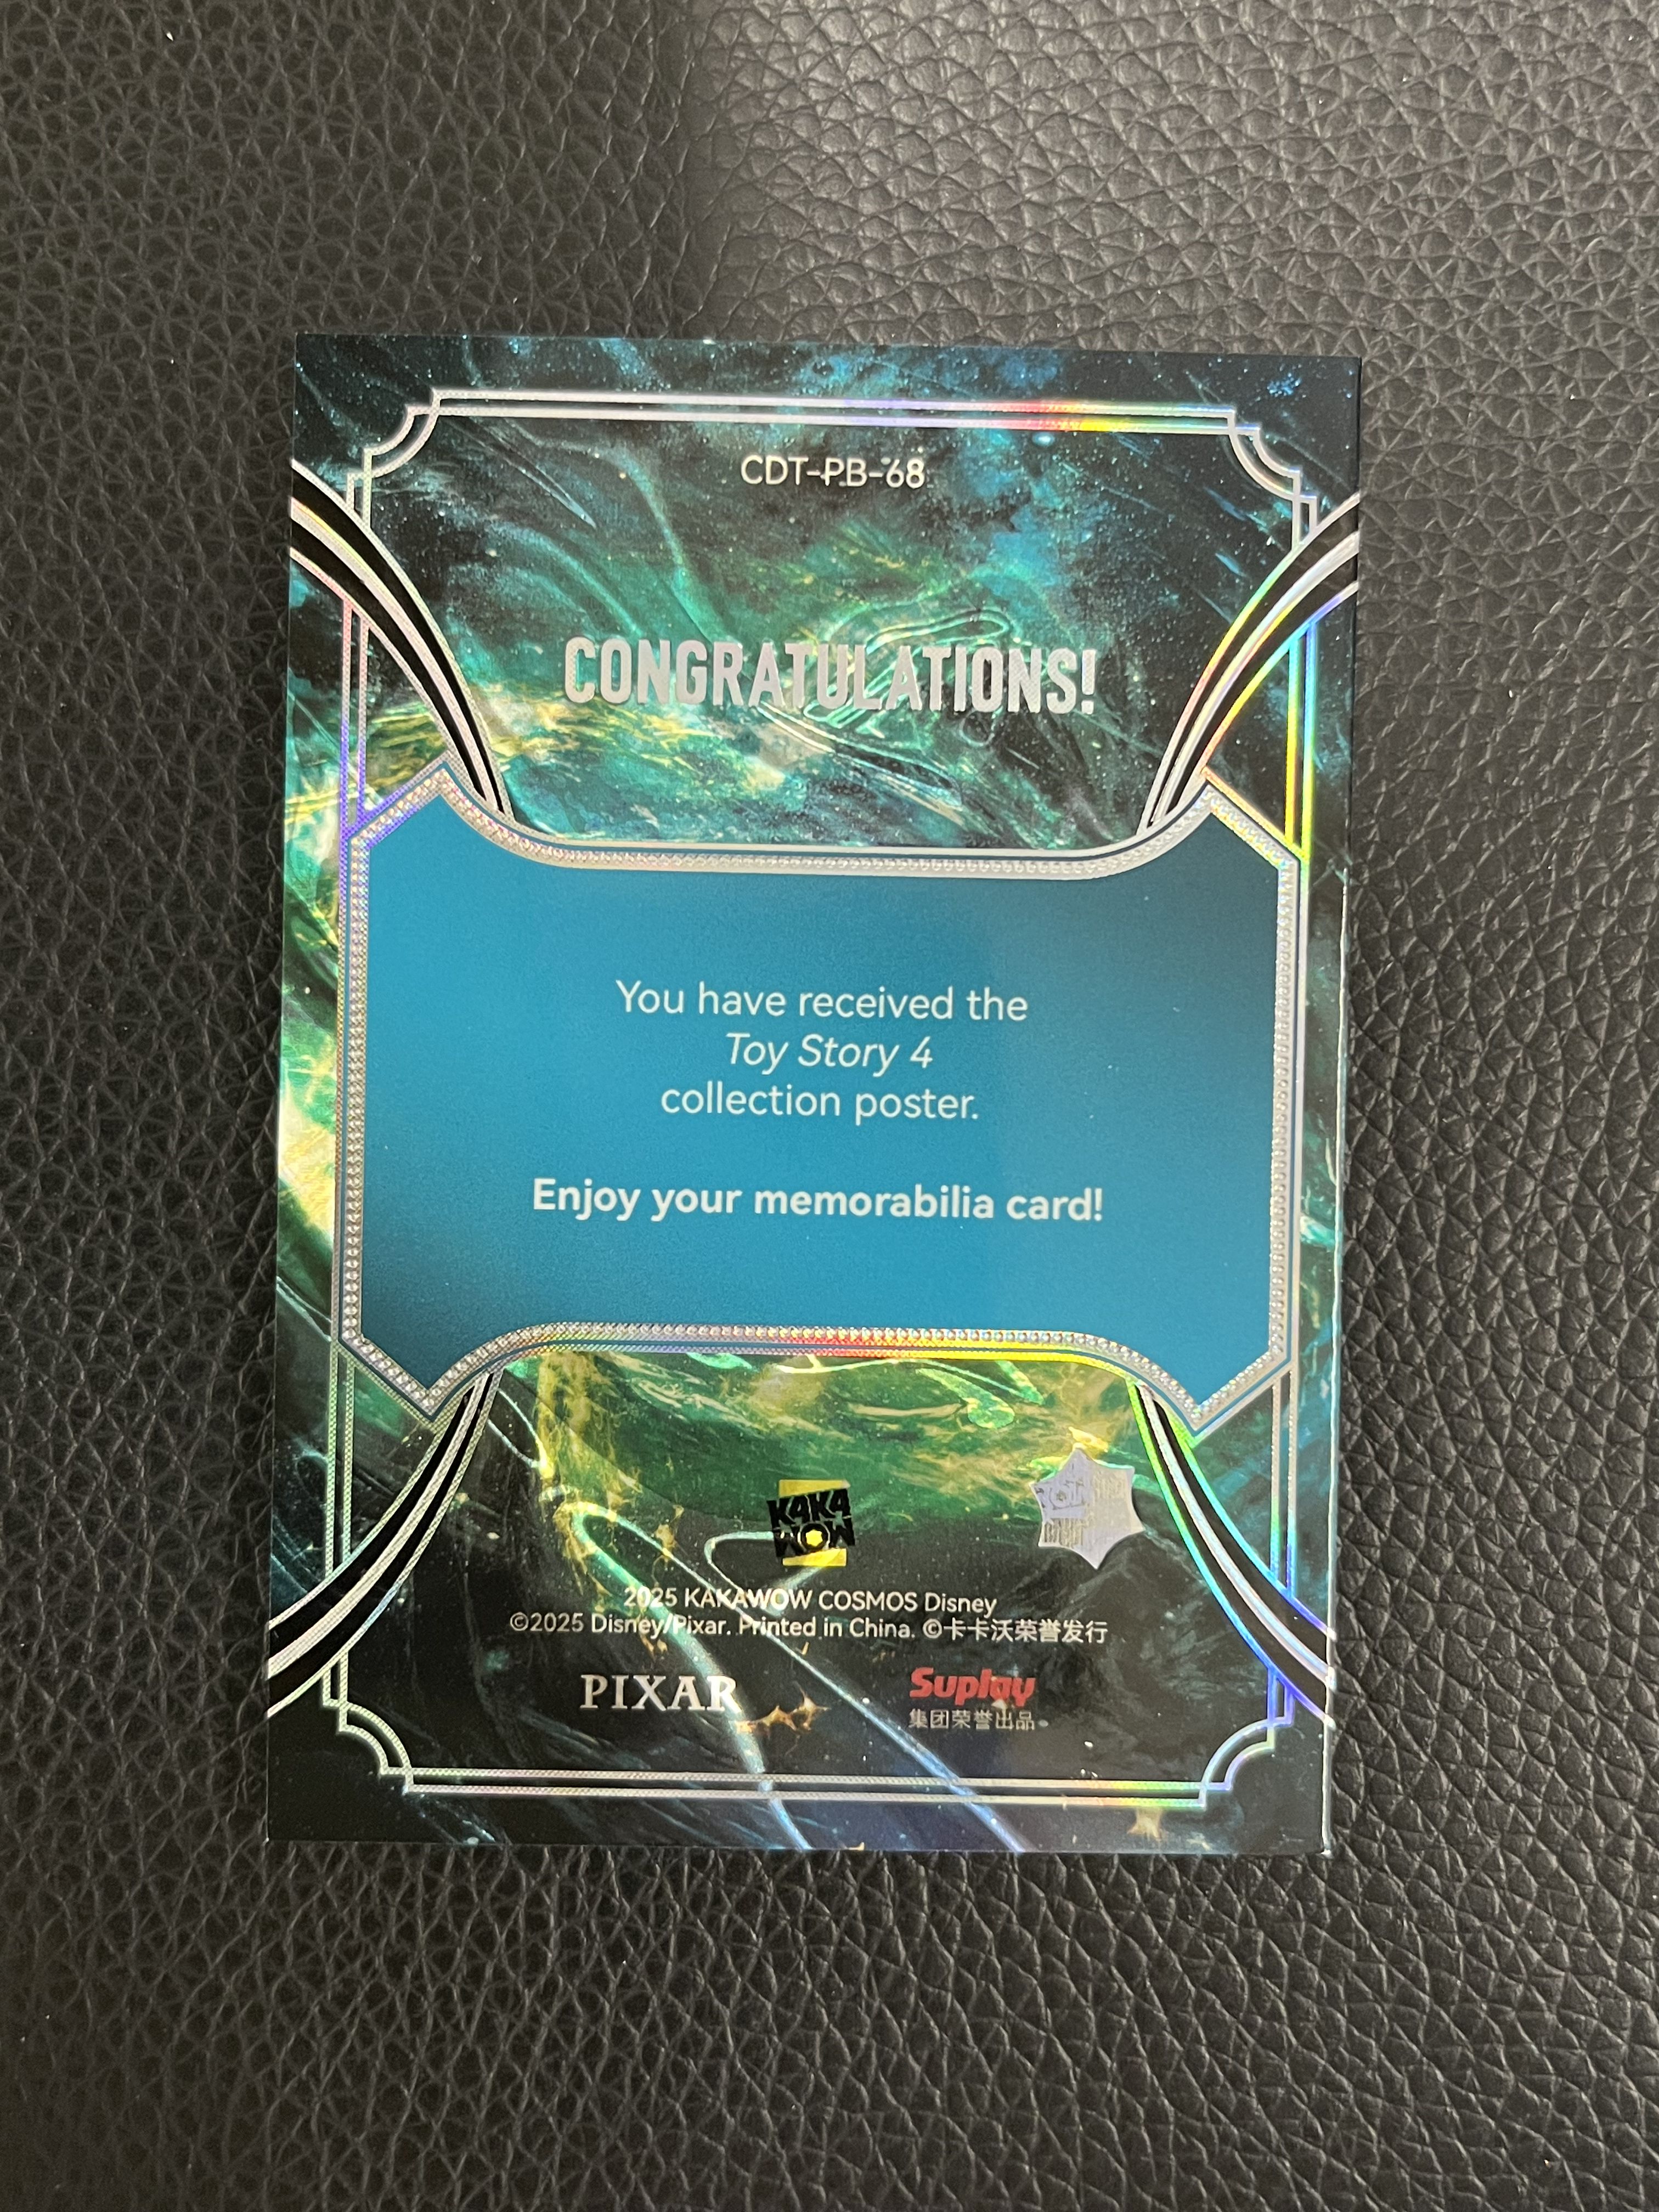 CDT-PB-68
CONGRATULATIONS!
You have received the
Toy Story 4
collection poster.
Enjoy your memorabilia card!
KAKA
WOW
2025 KAKAWOW COSMOS Disney
©2025 Disney/Pixar. Printed in China. ©卡卡沃荣誉发行
PIXAR
Suplay
集团荣誉出品